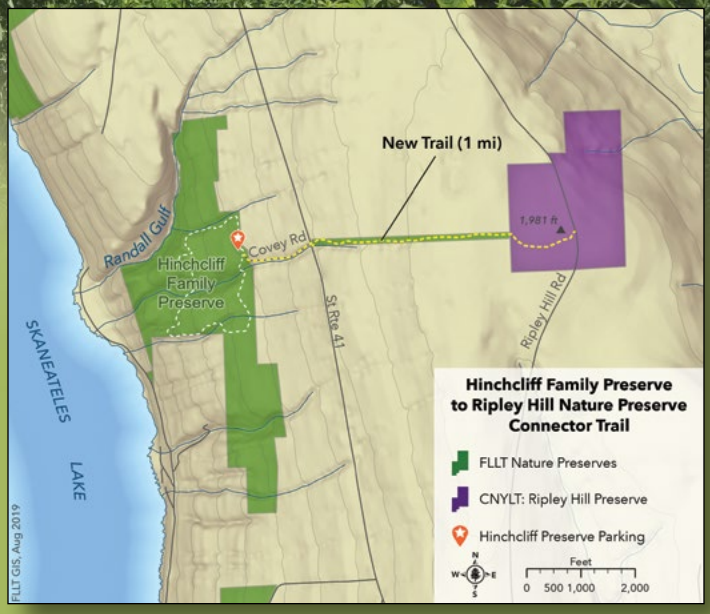 New Trail (1 mi)
Randall Gulf
1,981 ft
Covey Rd
Hinchcliff
Family
Preserve
St Rte 41
Ripley Hill Rd
SKANEATELES
LAKE
Hinchcliff Family Preserve
to Ripley Hill Nature Preserve
Connector Trail
FLLT Nature Preserves
CNYLT: Ripley Hill Preserve
Hinchcliff Preserve Parking
N
W E
S
Feet
0 500 1,000 2,000
FLLT GIS, Aug 2019